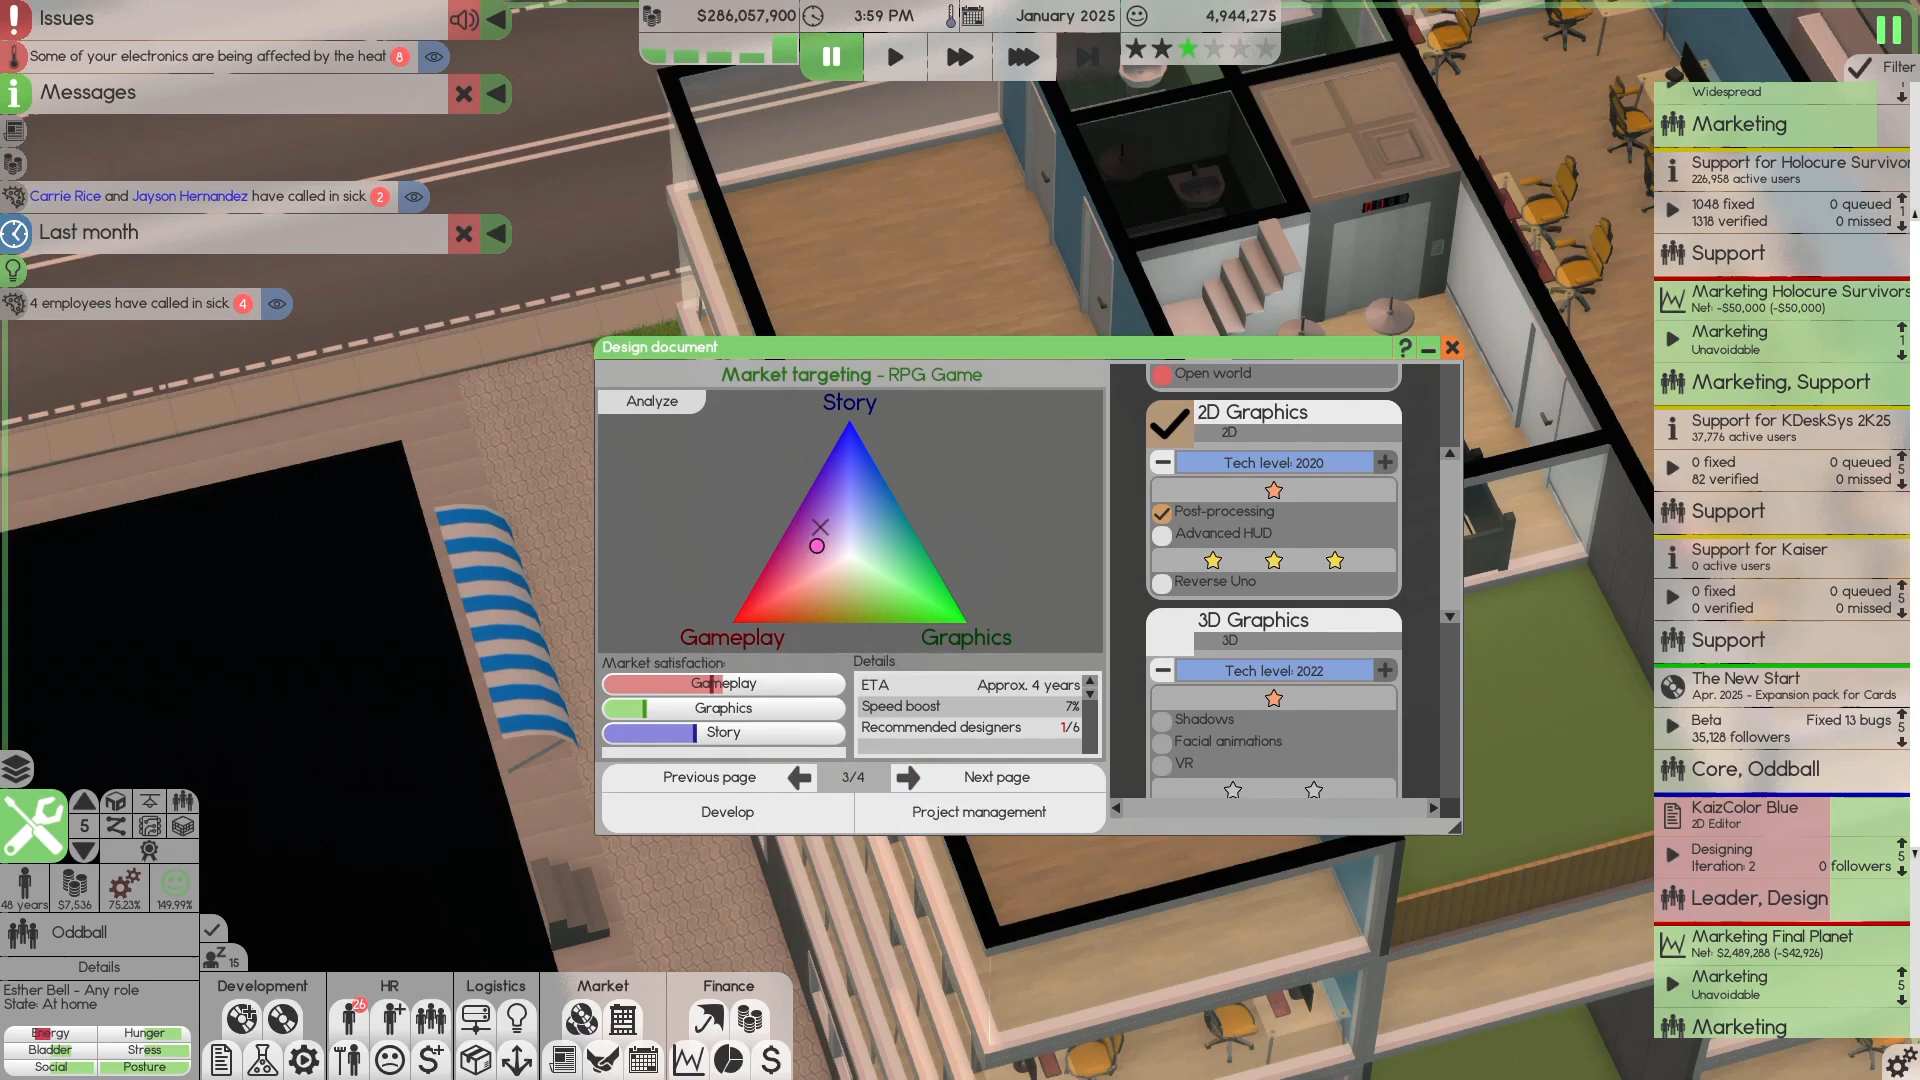 Issues
Some of your electronics are being affected by the heat 8
Messages
Carrie Rice and Jayson Hernandez have called in sick 2
Last month
4 employees have called in sick 4
$286,057,900
3:59 PM
January 2025
4,944,275
Filter
Widespread
Marketing
Support for Holocure Survivor
226,958 active users
1048 fixed 0 queued
1318 verified 0 missed
1
Support
Marketing Holocure Survivors
Net: -$50,000 (-$50,000)
Marketing
Unavoidable
1
Marketing, Support
Support for KDeskSys 2K25
37,776 active users
0 fixed 0 queued
82 verified 0 missed
5
Support
Support for Kaiser
0 active users
0 fixed 0 queued
0 verified 0 missed
5
Support
The New Start
Apr. 2025 - Expansion pack for Cards
Beta Fixed 13 bugs
35,128 followers
5
Core, Oddball
KaizColor Blue
2D Editor
Designing
Iteration: 2 0 followers
5
Leader, Design
Marketing Final Planet
Net: $2,489,288 (-$42,926)
Marketing
Unavoidable
5
Marketing
Design document
?
Market targeting - RPG Game
Analyze
Story
Gameplay
Graphics
Market satisfaction:
Gameplay
Graphics
Story
Details
ETA Approx. 4 years
Speed boost 7%
Recommended designers 1/6
Previous page 3/4 Next page
Develop Project management
Open world
2D Graphics
2D
Tech level: 2020
Post-processing
Advanced HUD
Reverse Uno
3D Graphics
3D
Tech level: 2022
Shadows
Facial animations
VR
5
48 years $7,536 75.23% 149.99%
Oddball
Details
15
Esther Bell - Any role
State: At home
Energy Hunger
Bladder Stress
Social Posture
Development
HR
26
Logistics
Market
Finance